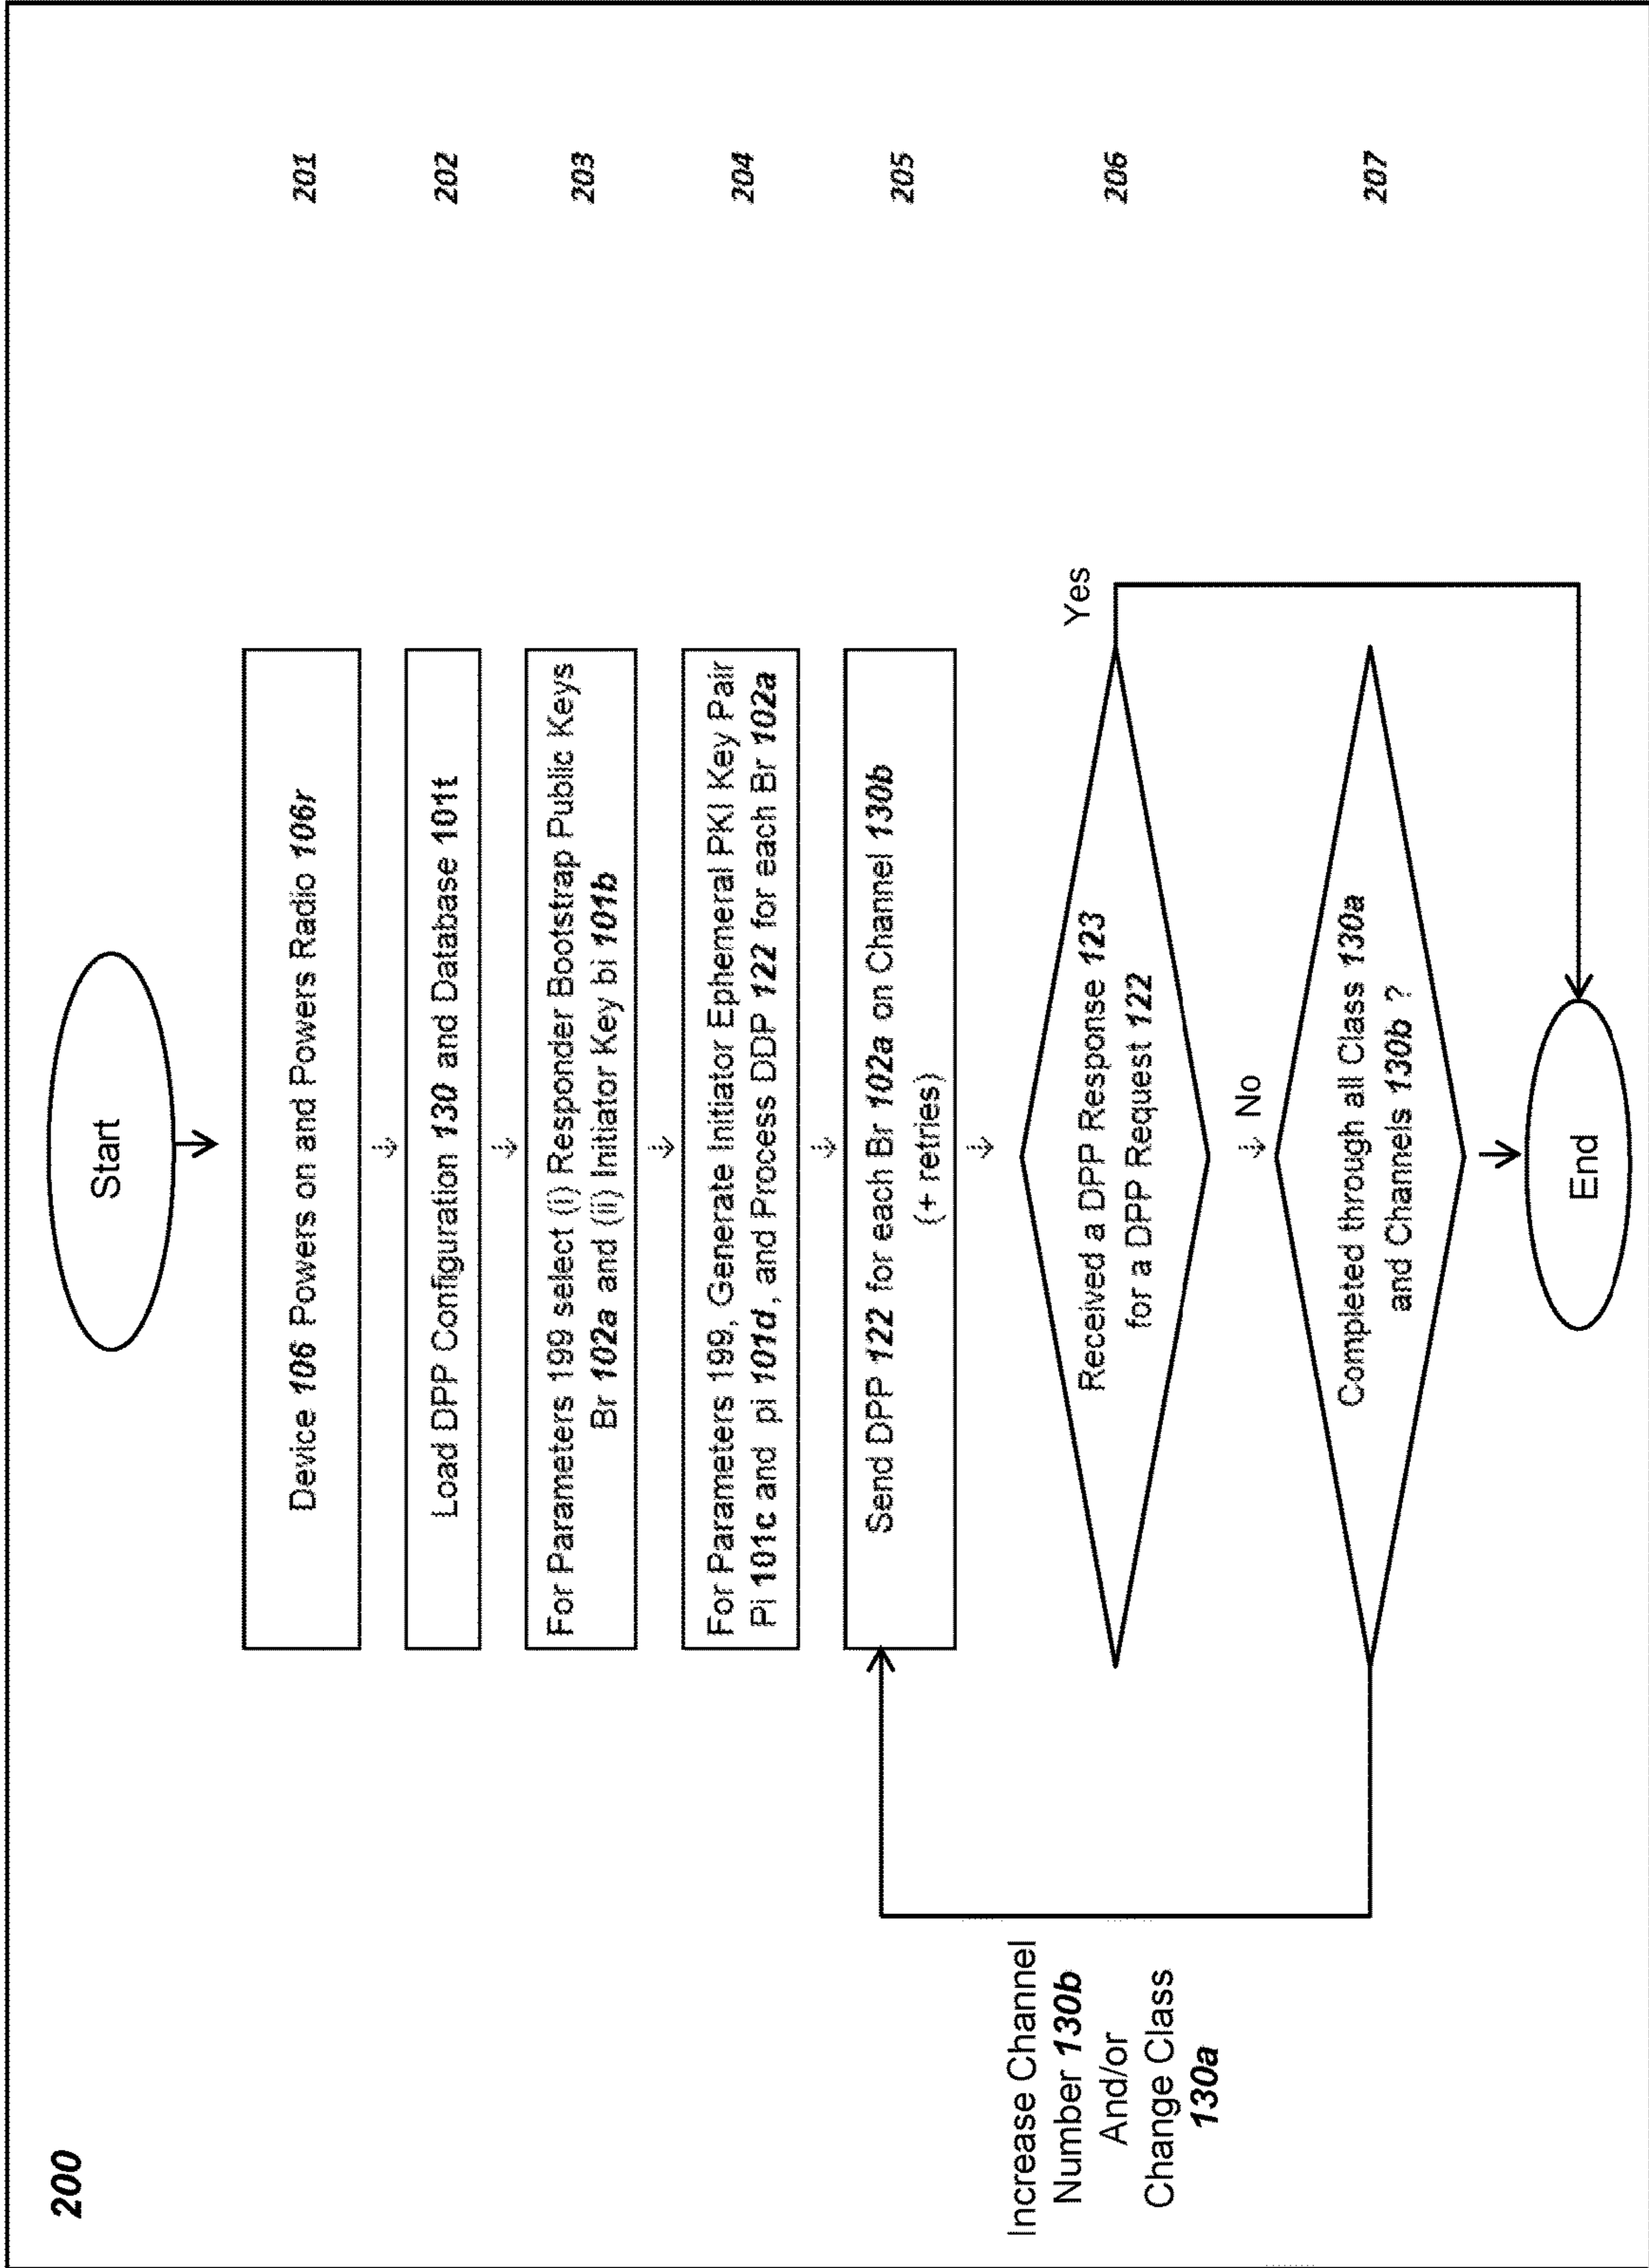 200
Start
Device 106 Powers on and Powers Radio 106r
201
Load DPP Configuration 130 and Database 101t
202
For Parameters 199 select (i) Responder Bootstrap Public Keys
Br 102a and (ii) Initiator Key bi 101b
203
For Parameters 199, Generate Initiator Ephemeral PKI Key Pair
Pi 101c and pi 101d, and Process DDP 122 for each Br 102a
204
Send DPP 122 for each Br 102a on Channel 130b
(+ retries)
205
Received a DPP Response 123
for a DPP Request 122
Yes
206
No
Increase Channel
Number 130b
And/or
Change Class
130a
Completed through all Class 130a
and Channels 130b ?
207
End